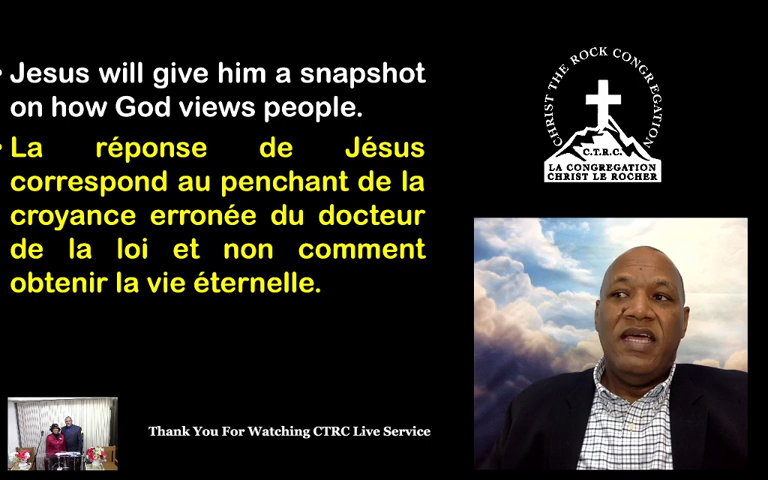 • Jesus will give him a snapshot
on how God views people.
• La réponse de Jésus
correspond au penchant de la
croyance erronée du docteur
de la loi et non comment
obtenir la vie éternelle.
CHRIST THE ROCK CONGREGATION
C.T.R.C.
LA CONGREGATION
CHRIST LE ROCHER
Thank You For Watching CTRC Live Service